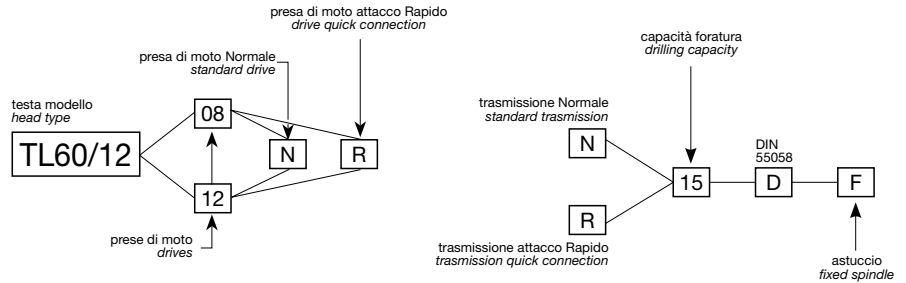 presa di moto attacco Rapido
drive quick connection
presa di moto Normale
standard drive
testa modello
head type
TL60/12
08
N
R
12
prese di moto
drives
capacità foratura
drilling capacity
trasmissione Normale
standard trasmission
N
DIN
55058
15
D
F
R
trasmissione attacco Rapido
trasmission quick connection
astuccio
fixed spindle